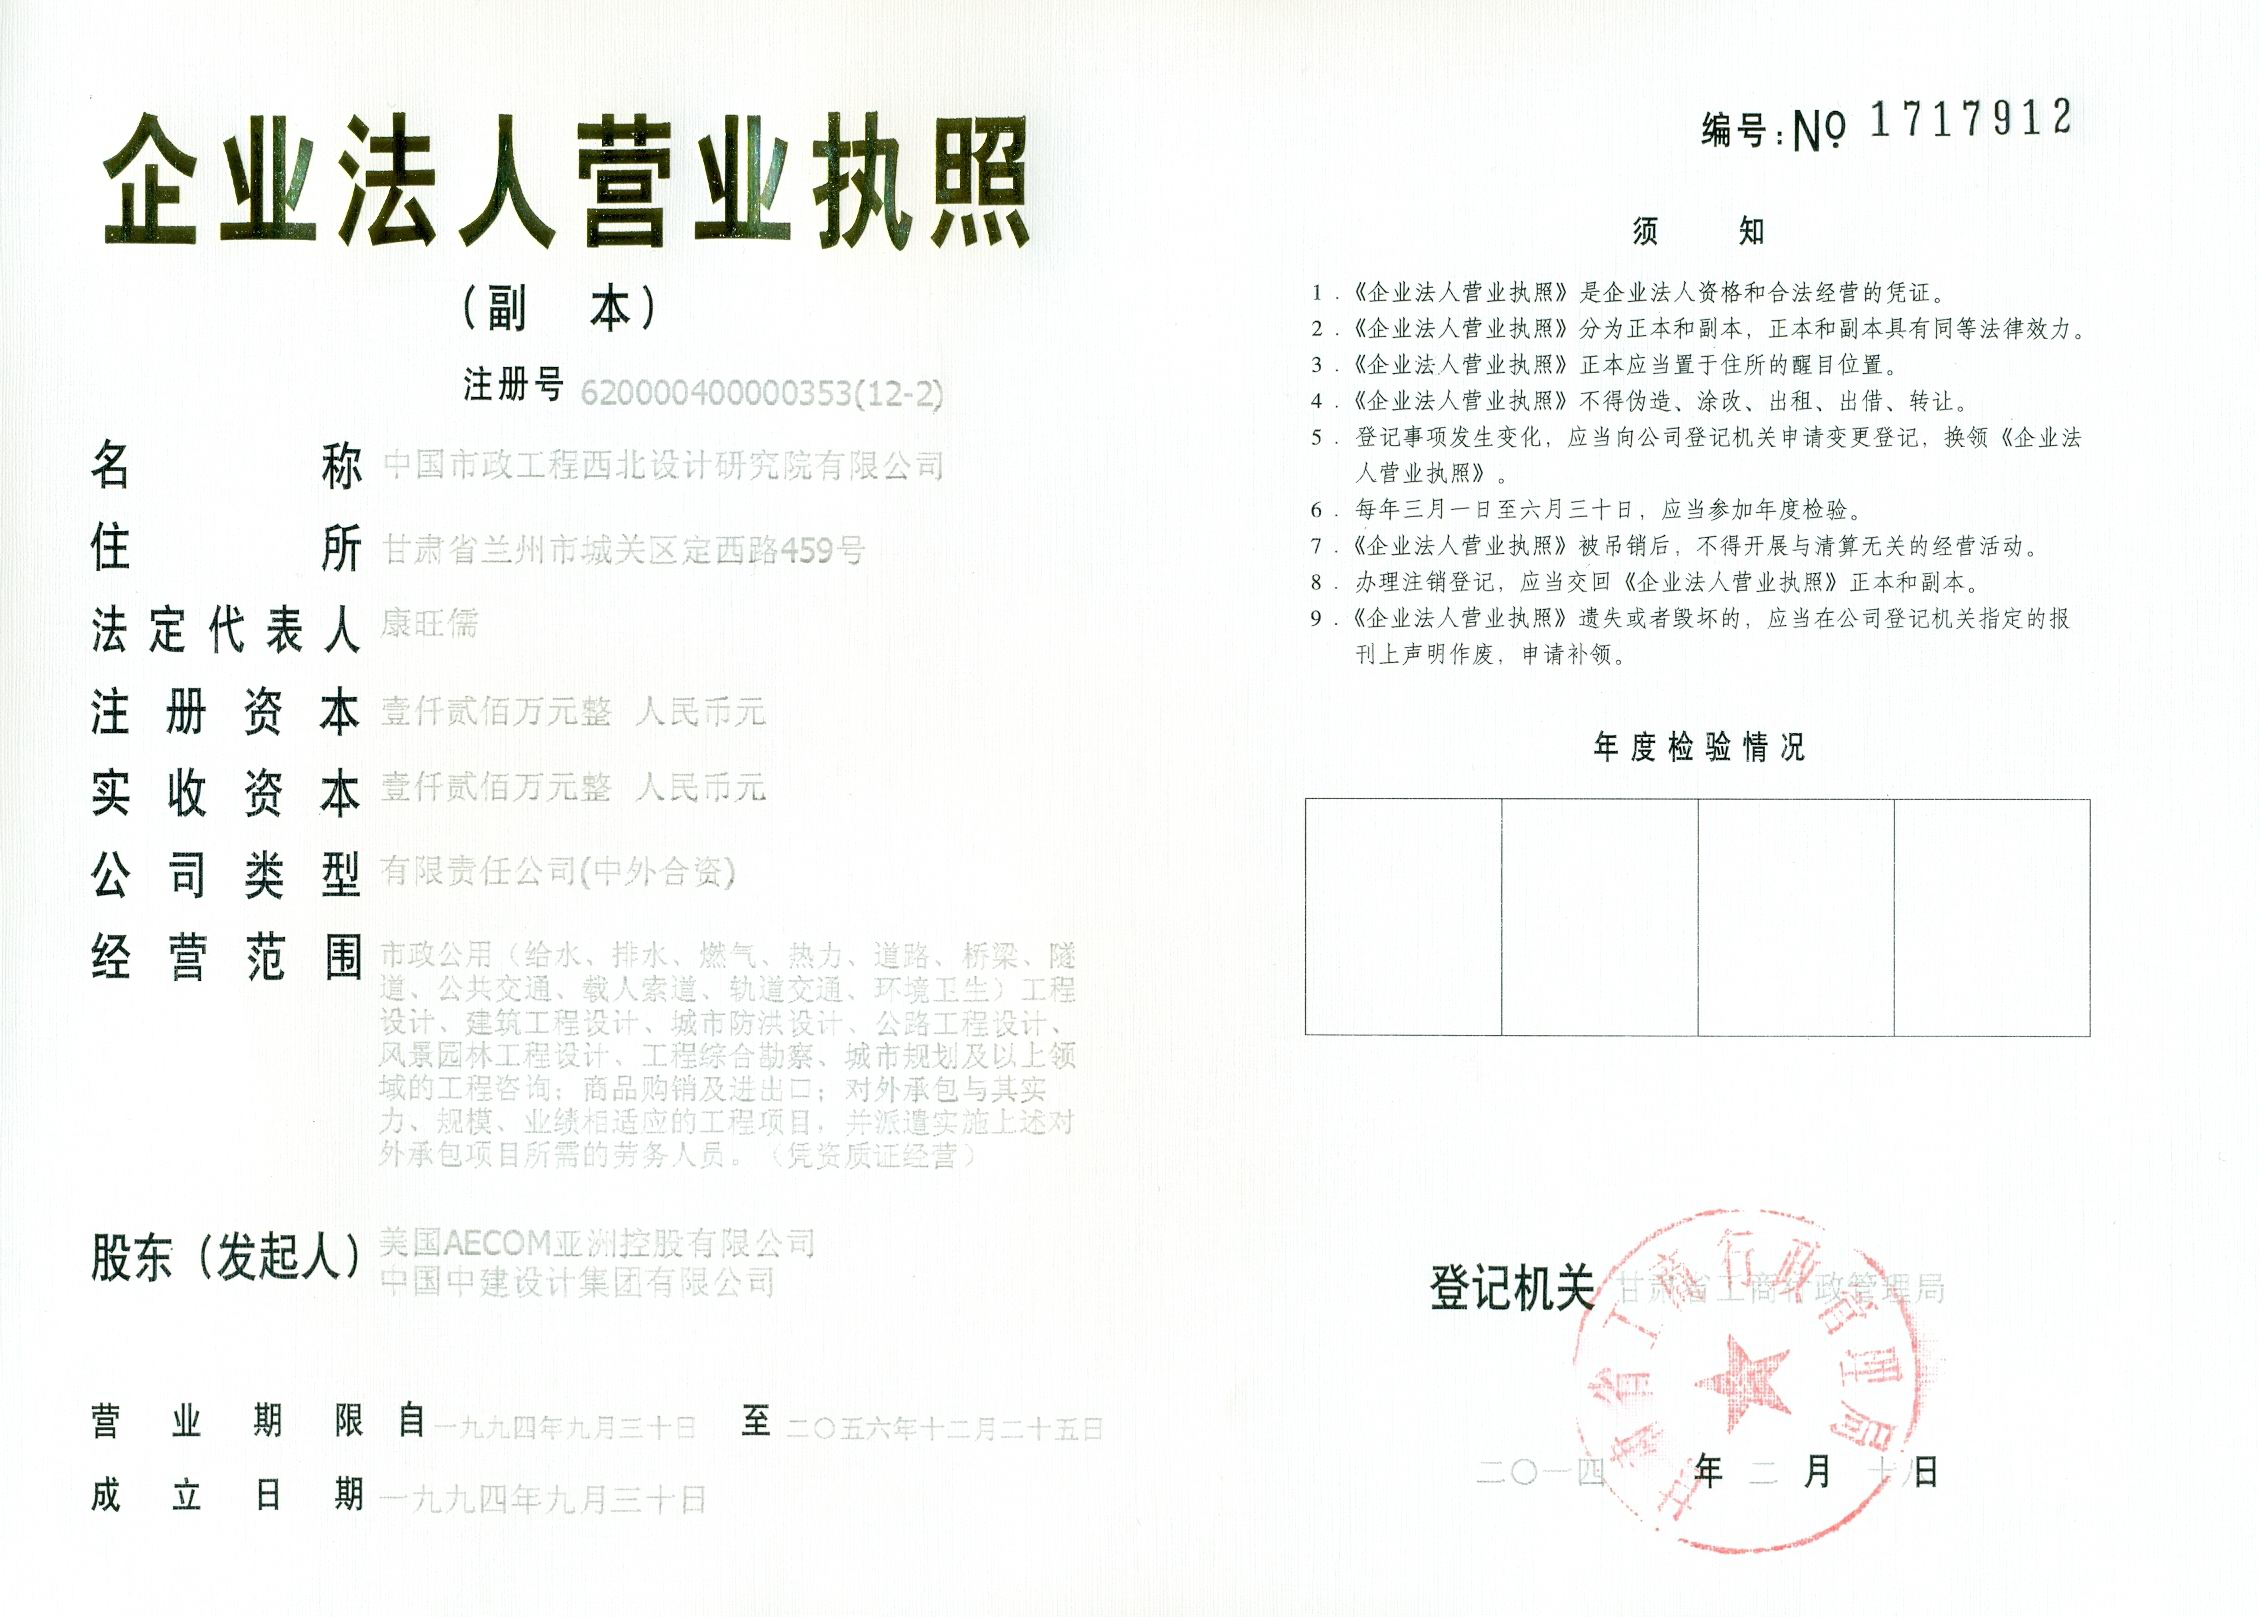 企业法人营业执照
（副 本）
注册号 620000400000353(12-2)
名称 中国市政工程西北设计研究院有限公司
住所 甘肃省兰州市城关区定西路459号
法定代表人 康旺儒
注册资本 壹仟贰佰万元整 人民币元
实收资本 壹仟贰佰万元整 人民币元
公司类型 有限责任公司(中外合资)
经营范围 市政公用（给水、排水、燃气、热力、道路、桥梁、隧
道、公共交通、载人索道、轨道交通、环境卫生）工程
设计、建筑工程设计、城市防洪设计、公路工程设计、
风景园林工程设计、工程综合勘察、城市规划及以上领
域的工程咨询；商品购销及进出口；对外承包与其实
力、规模、业绩相适应的工程项目，并派遣实施上述对
外承包项目所需的劳务人员。（凭资质证经营）
股东（发起人） 美国AECOM亚洲控股有限公司
中国中建设计集团有限公司
营业期限 自 一九九四年九月三十日 至 二〇五六年十二月二十五日
成立日期 一九九四年九月三十日
编号：№ 1717912
须 知
1．《企业法人营业执照》是企业法人资格和合法经营的凭证。
2．《企业法人营业执照》分为正本和副本，正本和副本具有同等法律效力。
3．《企业法人营业执照》正本应当置于住所的醒目位置。
4．《企业法人营业执照》不得伪造、涂改、出租、出借、转让。
5．登记事项发生变化，应当向公司登记机关申请变更登记，换领《企业法
人营业执照》。
6．每年三月一日至六月三十日，应当参加年度检验。
7．《企业法人营业执照》被吊销后，不得开展与清算无关的经营活动。
8．办理注销登记，应当交回《企业法人营业执照》正本和副本。
9．《企业法人营业执照》遗失或者毁坏的，应当在公司登记机关指定的报
刊上声明作废，申请补领。
年度检验情况
登记机关 甘肃省工商行政管理局
甘肃省工商行政管理局
二〇一四 年 二 月 十八 日